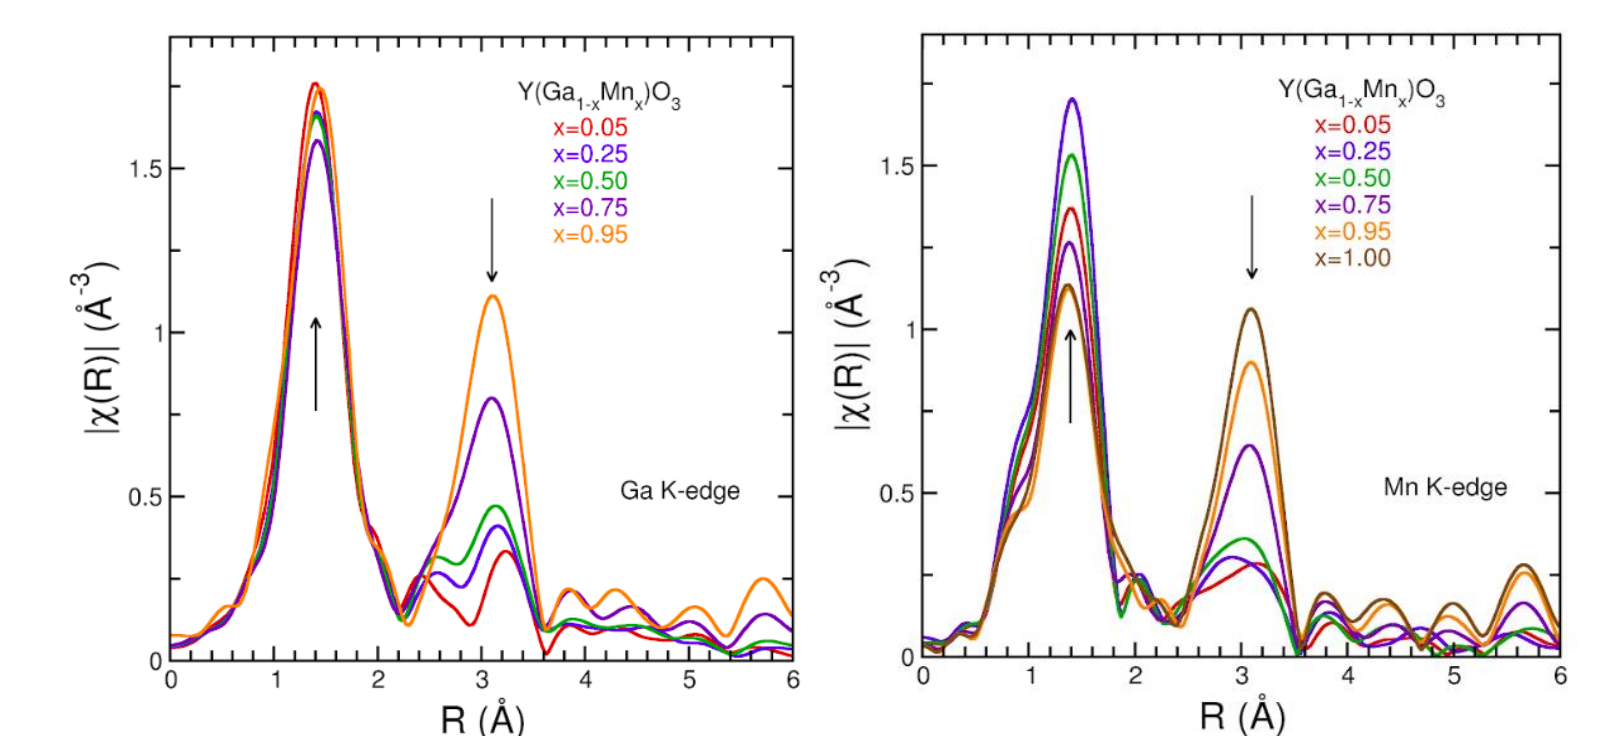 Y(Ga1-xMnx)O3
x=0.05
x=0.25
x=0.50
x=0.75
x=0.95
Ga K-edge
|χ(R)| (Å-3)
1.5
1
0.5
0
0 1 2 3 4 5 6
R (Å)
Y(Ga1-xMnx)O3
x=0.05
x=0.25
x=0.50
x=0.75
x=0.95
x=1.00
Mn K-edge
|χ(R)| (Å-3)
1.5
1
0.5
0
0 1 2 3 4 5 6
R (Å)